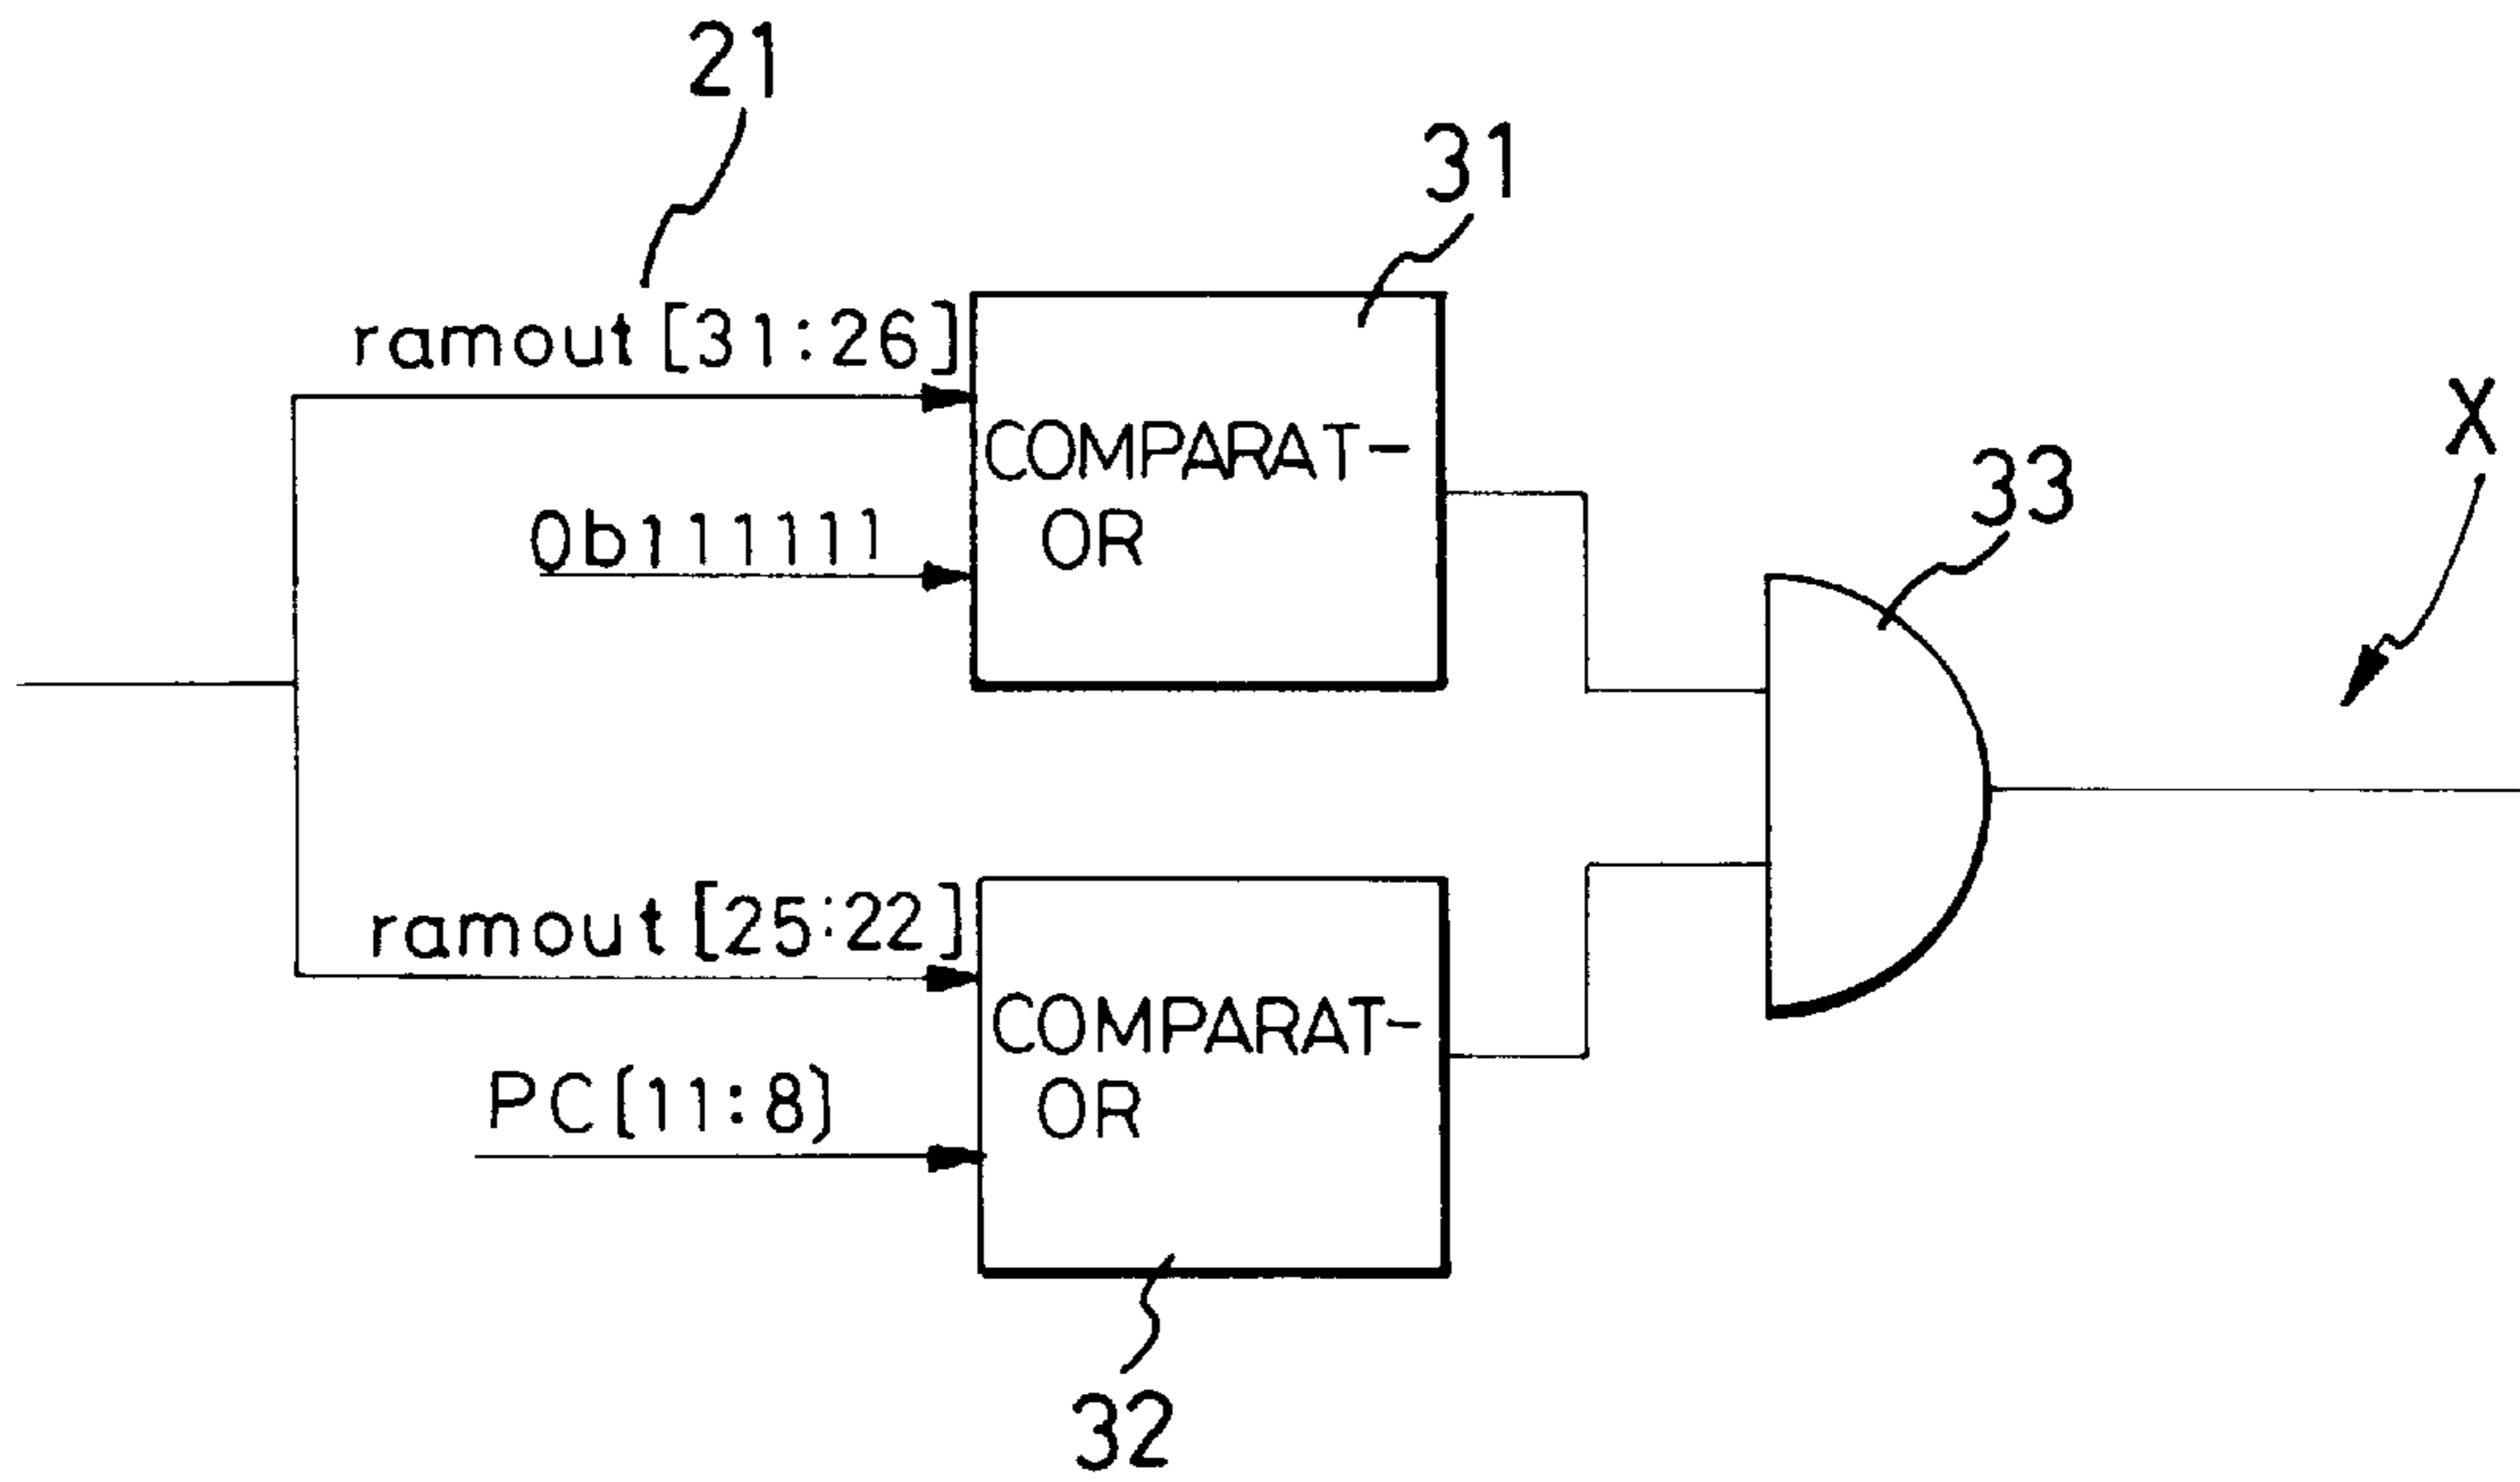 21
31
ramout[31:26]
X
COMPARAT-
OR
33
0b111111
ramout[25:22]
COMPARAT-
OR
PC(11:8)
32